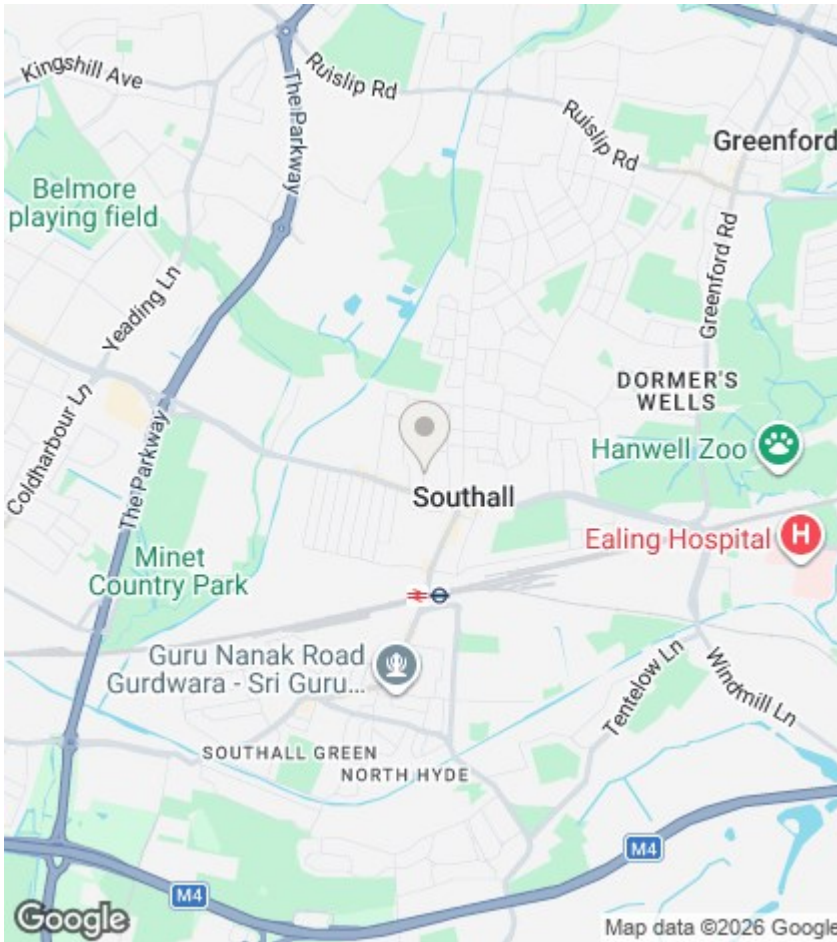 Kingshill Ave
The Parkway
Ruislip Rd
Ruislip Rd
Greenford
Belmore
playing field
Yeading Ln
Greenford Rd
Coldharbour Ln
The Parkway
DORMER'S
WELLS
Hanwell Zoo
Southall
Ealing Hospital
H
Minet
Country Park
Guru Nanak Road
Gurdwara - Sri Guru...
Tentelow Ln
Windmill Ln
SOUTHALL GREEN
NORTH HYDE
M4
M4
Google
Map data ©2026 Google